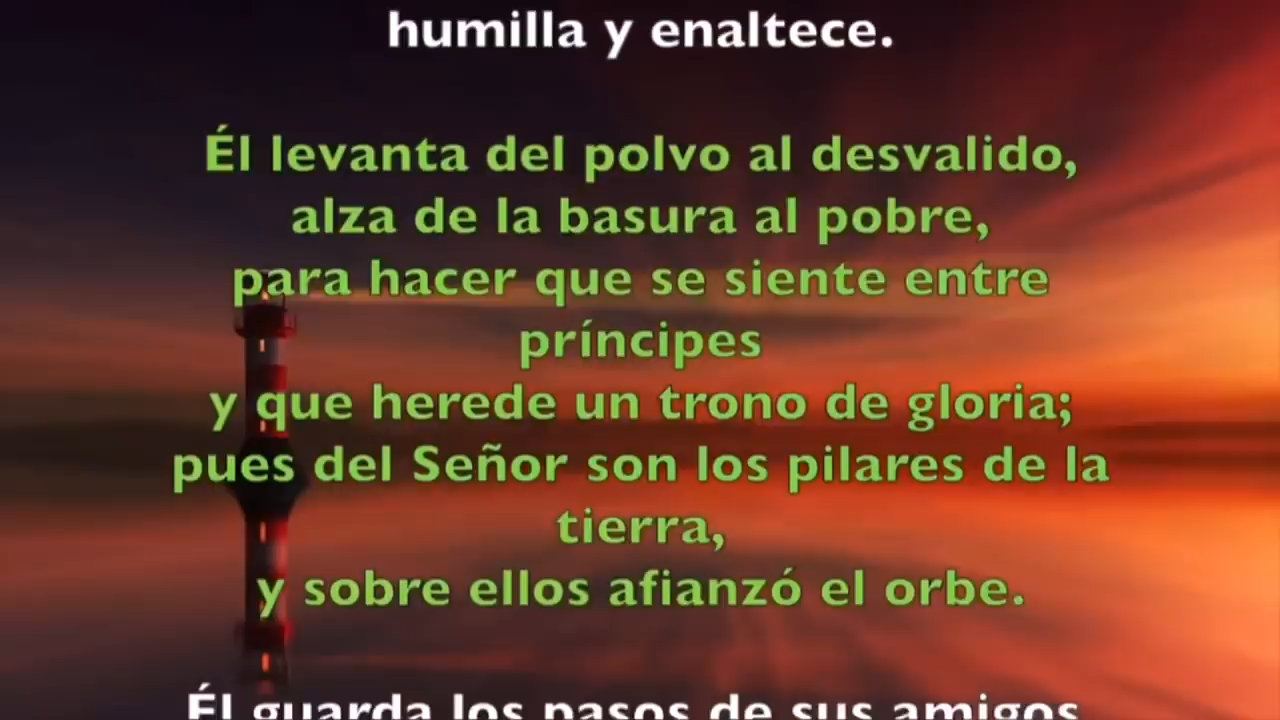 humilla y enaltece.
Él levanta del polvo al desvalido,
alza de la basura al pobre,
para hacer que se siente entre
príncipes
y que herede un trono de gloria;
pues del Señor son los pilares de la
tierra,
y sobre ellos afianzó el orbe.
Él guarda los pasos de sus amigos